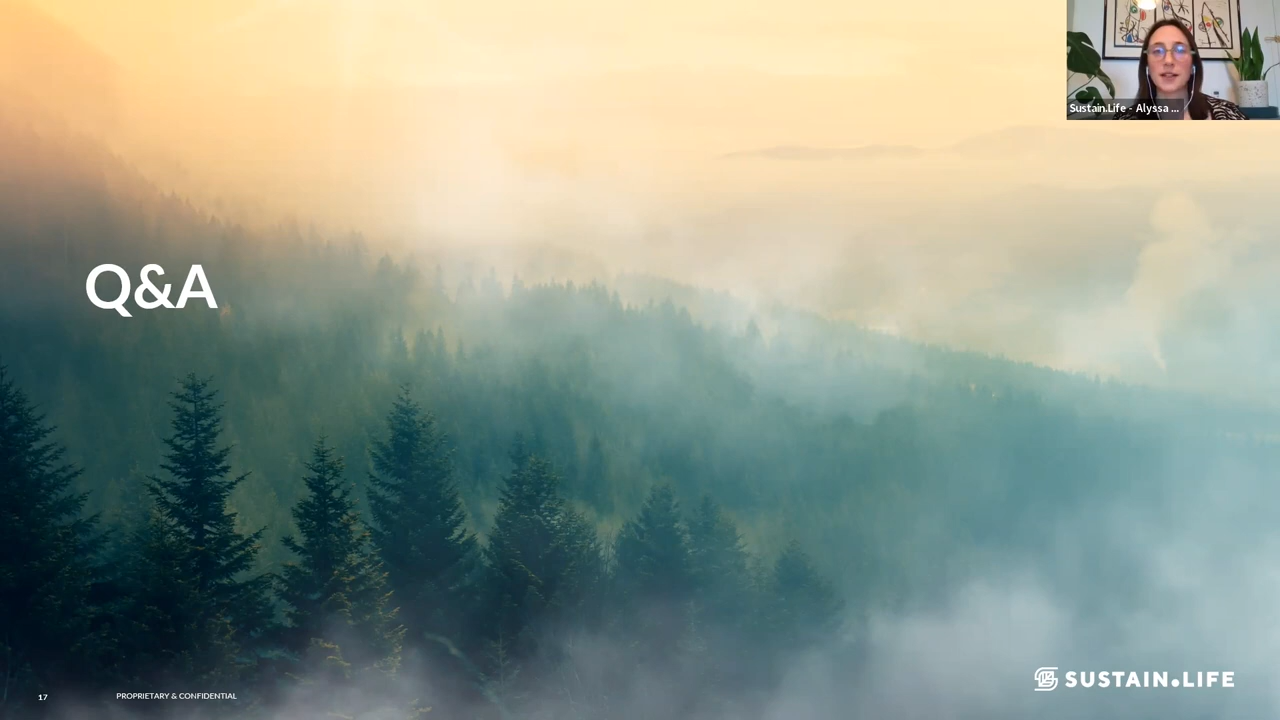 Sustain.Life - Alyssa ...
Q&A
17
PROPRIETARY & CONFIDENTIAL
SUSTAIN.LIFE